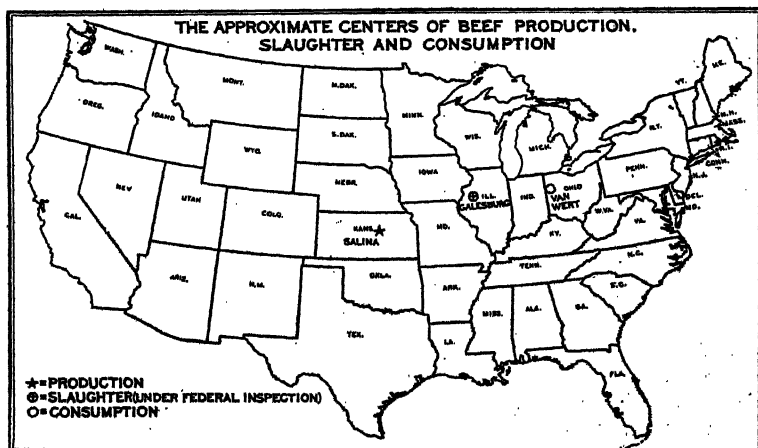 THE APPROXIMATE CENTERS OF BEEF PRODUCTION,
SLAUGHTER AND CONSUMPTION
WASH.
MONT.
N.DAK.
MINN.
VT.
ME.
OREG.
IDAHO
S.DAK.
WIS.
MICH.
N.Y.
N.H.
MASS.
R.I.
CONN.
WYO.
IOWA
PENN.
N.J.
NEV
UTAH
NEBR.
ILL.
GALESBURG
IND.
OHIO
VAN
WERT
DEL.
MD.
CAL.
COLO.
KANS.
SALINA
MO.
KY.
W.VA.
VA.
ARIZ.
N.M.
OKLA.
ARK.
TENN.
N.C.
S.C.
TEX.
LA.
MISS.
ALA.
GA.
FLA.
★=PRODUCTION
⊕=SLAUGHTER(UNDER FEDERAL INSPECTION)
O=CONSUMPTION